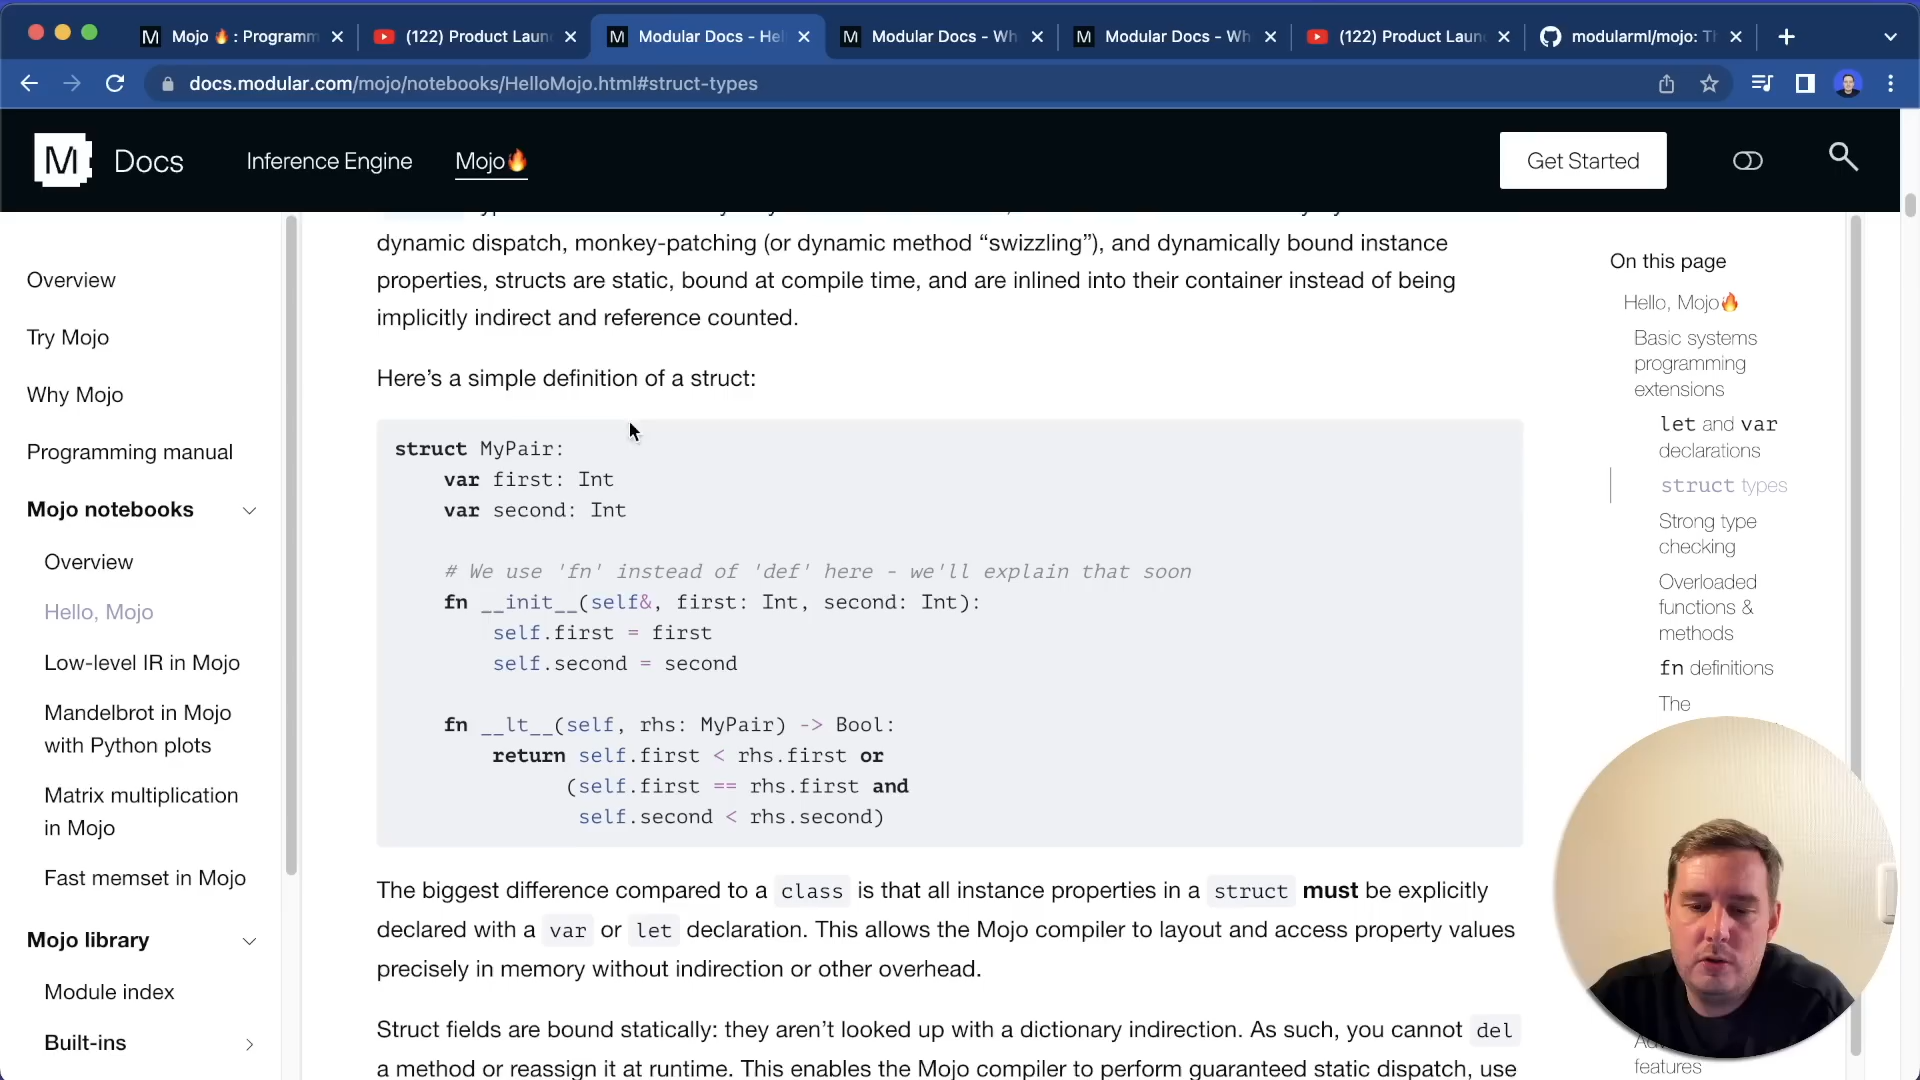 Mojo 🔥 : Programm
(122) Product Laun
Modular Docs - Hel
Modular Docs - Wh
Modular Docs - Wh
(122) Product Laun
modularml/mojo: Th
docs.modular.com/mojo/notebooks/HelloMojo.html#struct-types
M Docs
Inference Engine
Mojo🔥
Get Started
Overview
Try Mojo
Why Mojo
Programming manual
Mojo notebooks
Overview
Hello, Mojo
Low-level IR in Mojo
Mandelbrot in Mojo
with Python plots
Matrix multiplication
in Mojo
Fast memset in Mojo
Mojo library
Module index
Built-ins
dynamic dispatch, monkey-patching (or dynamic method “swizzling”), and dynamically bound instance
properties, structs are static, bound at compile time, and are inlined into their container instead of being
implicitly indirect and reference counted.
Here’s a simple definition of a struct:
struct MyPair:
    var first: Int
    var second: Int
    # We use 'fn' instead of 'def' here - we'll explain that soon
    fn __init__(self&, first: Int, second: Int):
        self.first = first
        self.second = second
    fn __lt__(self, rhs: MyPair) -> Bool:
        return self.first < rhs.first or
              (self.first == rhs.first and
               self.second < rhs.second)
The biggest difference compared to a class is that all instance properties in a struct must be explicitly
declared with a var or let declaration. This allows the Mojo compiler to layout and access property values
precisely in memory without indirection or other overhead.
Struct fields are bound statically: they aren’t looked up with a dictionary indirection. As such, you cannot del
a method or reassign it at runtime. This enables the Mojo compiler to perform guaranteed static dispatch, use
On this page
Hello, Mojo🔥
Basic systems
programming
extensions
let and var
declarations
struct types
Strong type
checking
Overloaded
functions &
methods
fn definitions
The
features